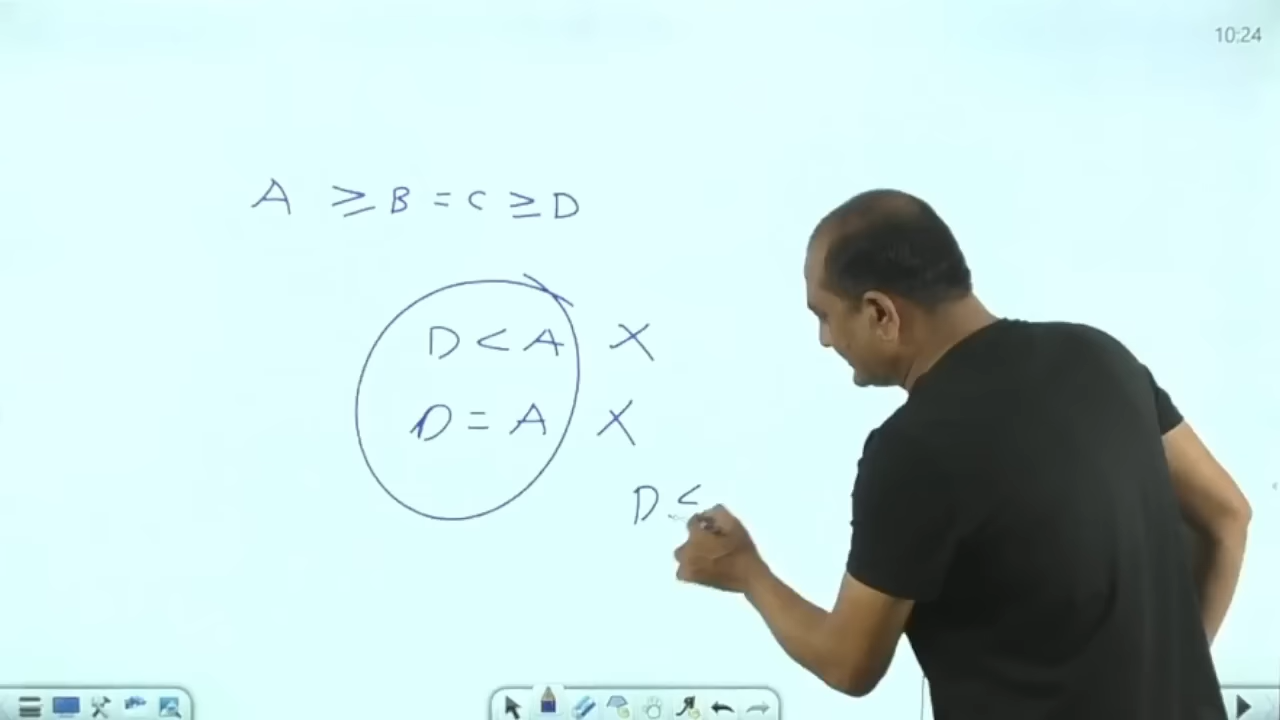 10:24
A ≥ B = C ≥ D
D < A X
D = A X
D <